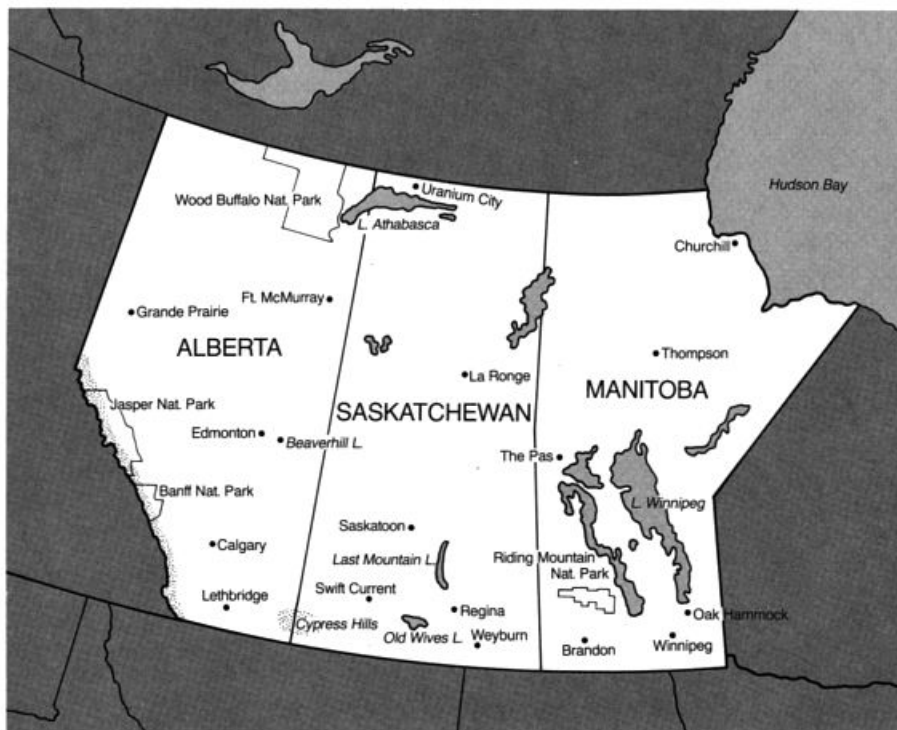 Hudson Bay
Wood Buffalo Nat. Park
Uranium City
L. Athabasca
Churchill
Ft. McMurray
Grande Prairie
ALBERTA
Thompson
La Ronge
MANITOBA
Jasper Nat. Park
SASKATCHEWAN
Edmonton
Beaverhill L.
The Pas
Banff Nat. Park
L. Winnipeg
Saskatoon
Calgary
Last Mountain L.
Riding Mountain
Nat. Park
Swift Current
Lethbridge
Regina
Oak Hammock
Cypress Hills
Old Wives L.
Weyburn
Brandon
Winnipeg